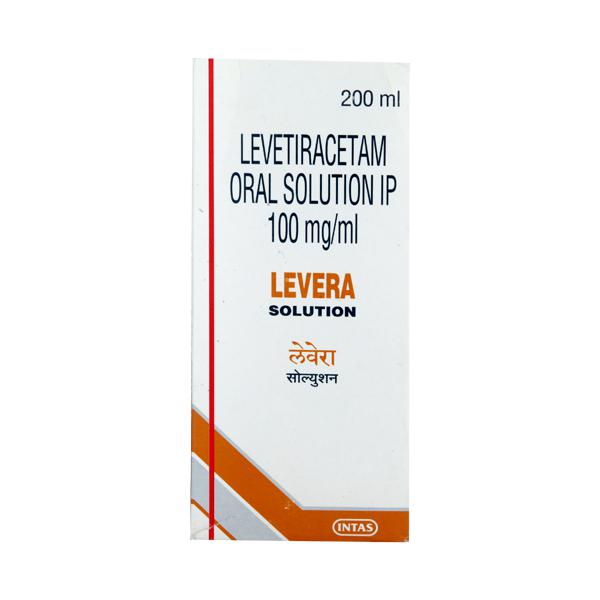 200 ml
LEVETIRACETAM
ORAL SOLUTION IP
100 mg/ml
LEVERA
SOLUTION
लेवेरा
सोल्युशन
INTAS